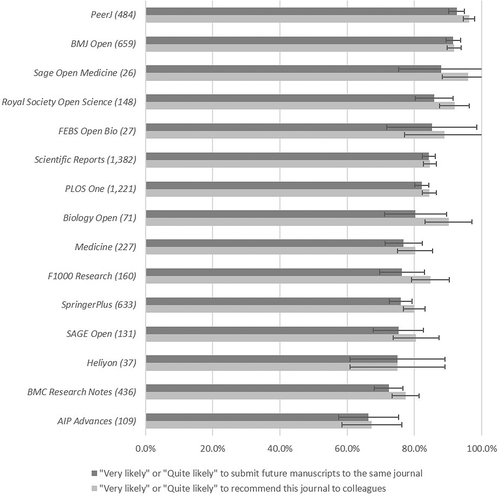 PeerJ (484)
BMJ Open (659)
Sage Open Medicine (26)
Royal Society Open Science (148)
FEBS Open Bio (27)
Scientific Reports (1,382)
PLOS One (1,221)
Biology Open (71)
Medicine (227)
F1000 Research (160)
SpringerPlus (633)
SAGE Open (131)
Heliyon (37)
BMC Research Notes (436)
AIP Advances (109)
0.0% 20.0% 40.0% 60.0% 80.0% 100.0%
"Very likely" or "Quite likely" to submit future manuscripts to the same journal
"Very likely" or "Quite likely" to recommend this journal to colleagues